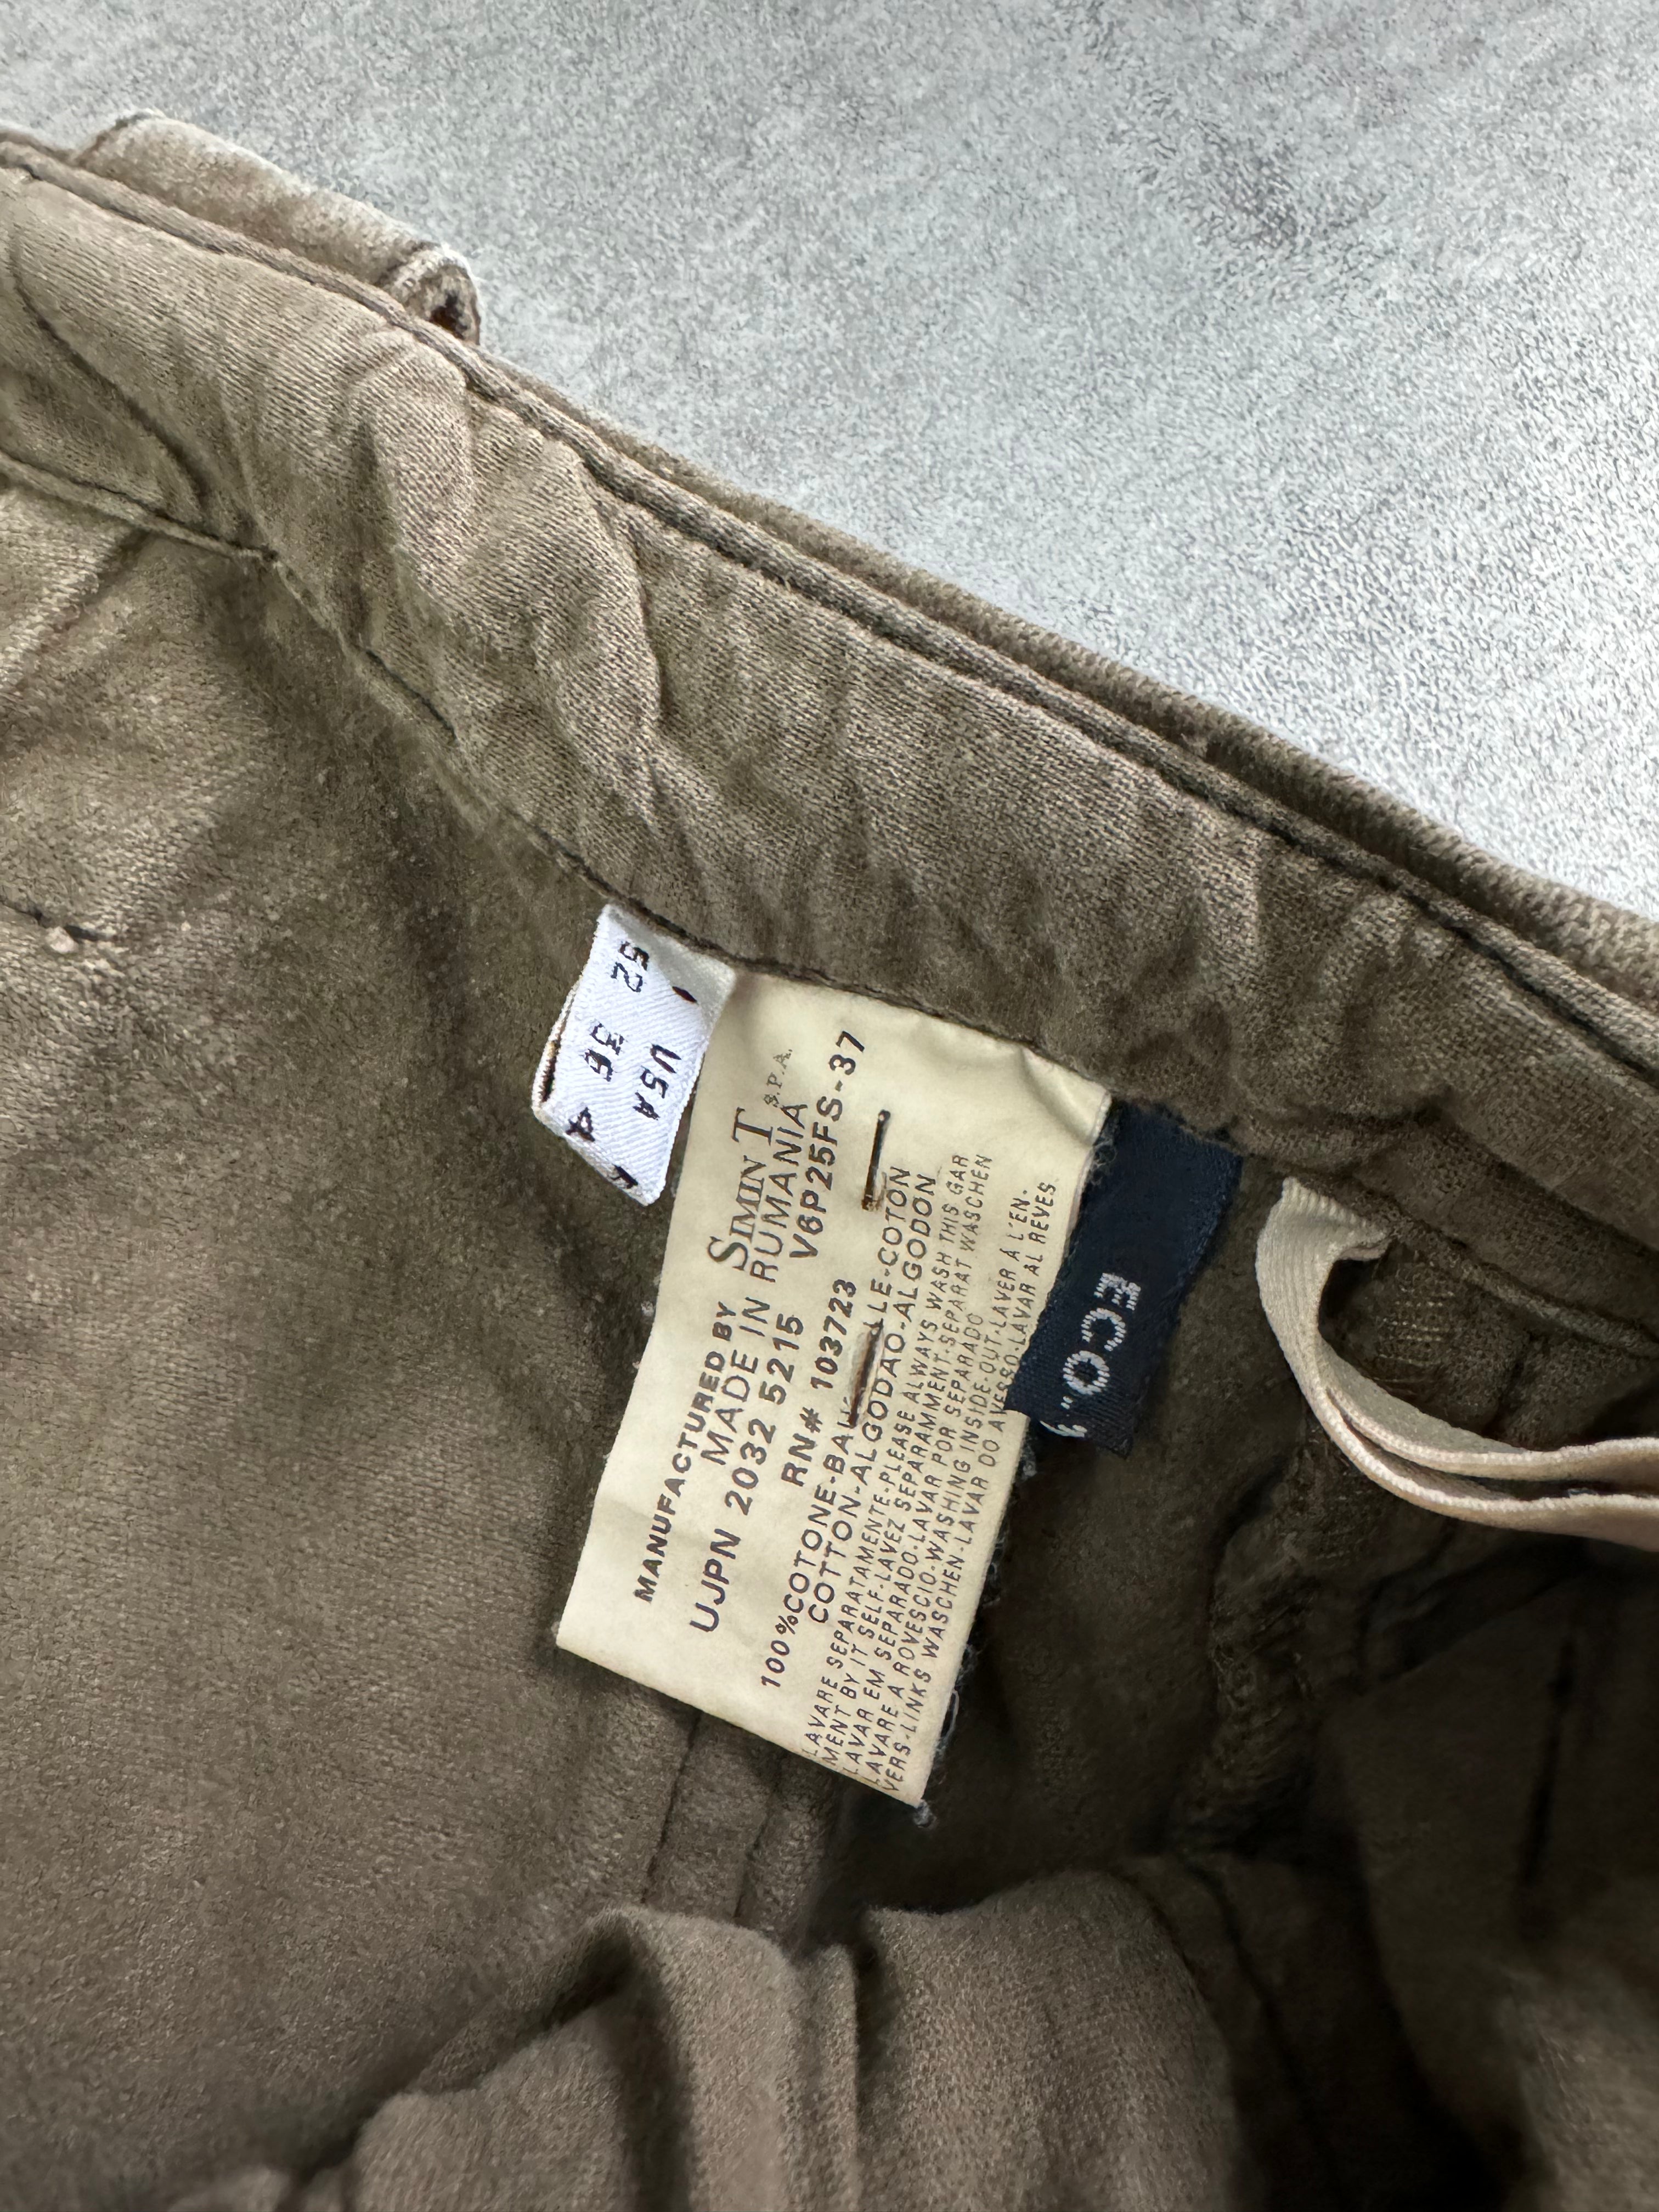 52 36
USA
MANUFACTURED BY SIMINT S.P.A.
MADE IN RUMANIA
UJPN 2032 5215 V6P25FS-37
RN# 103723
100%COTONE-BAUMWOLLE-COTON
COTTON-ALGODAO-ALGODON
LAVARE SEPARATAMENTE-PLEASE ALWAYS WASH THIS GAR
MENT BY IT SELF-LAVEZ SEPARAMMENT-SEPARAT WASCHEN
LAVAR EM SEPARADO-LAVAR POR SEPARADO
LAVARE A ROVESCIO-WASHING INSIDE-OUT-LAVER À L'EN-
VERS-LINKS WASCHEN-LAVAR DO AVESSO-LAVAR AL REVES
ECO.